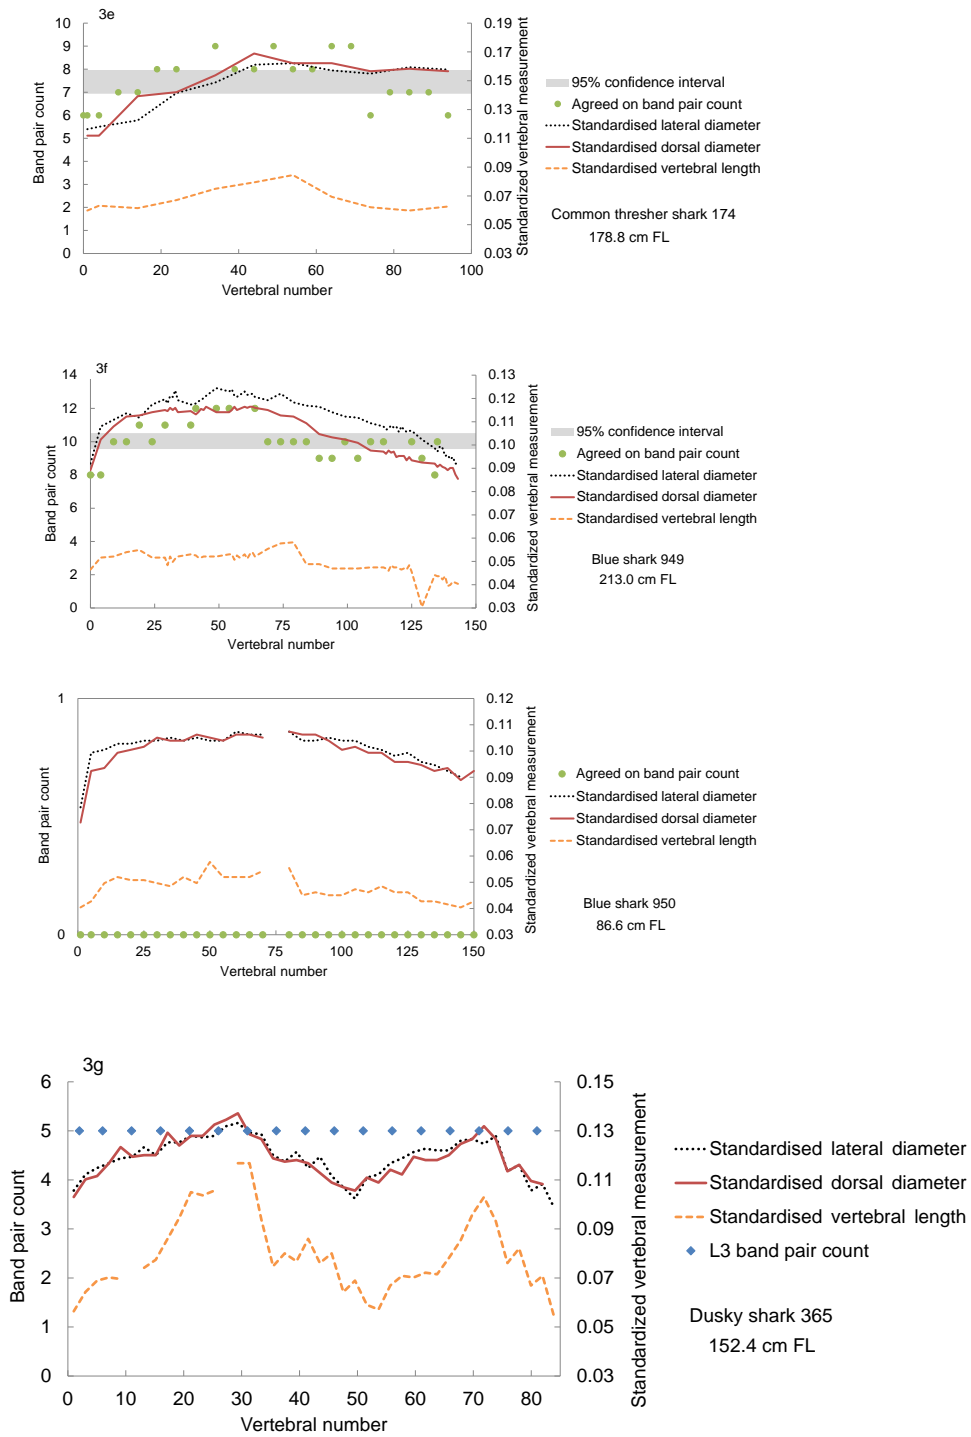 3e
10
9
8
7
6
5
4
3
2
1
0
Band pair count
0 20 40 60 80 100
Vertebral number
0.19
0.17
0.15
0.13
0.11
0.09
0.07
0.05
0.03
Standardized vertebral measurement
95% confidence interval
Agreed on band pair count
Standardised lateral diameter
Standardised dorsal diameter
Standardised vertebral length
Common thresher shark 174
178.8 cm FL
3f
14
12
10
8
6
4
2
0
Band pair count
0 25 50 75 100 125 150
Vertebral number
0.13
0.12
0.11
0.10
0.09
0.08
0.07
0.06
0.05
0.04
0.03
Standardized vertebral measurement
95% confidence interval
Agreed on band pair count
Standardised lateral diameter
Standardised dorsal diameter
Standardised vertebral length
Blue shark 949
213.0 cm FL
1
0
Band pair count
0 25 50 75 100 125 150
Vertebral number
0.12
0.11
0.10
0.09
0.08
0.07
0.06
0.05
0.04
0.03
Standardized vertebral measurement
Agreed on band pair count
Standardised lateral diameter
Standardised dorsal diameter
Standardised vertebral length
Blue shark 950
86.6 cm FL
3g
6
5
4
3
2
1
0
Band pair count
0 10 20 30 40 50 60 70 80
Vertebral number
0.15
0.13
0.11
0.09
0.07
0.05
0.03
Standardized vertebral measurement
Standardised lateral diameter
Standardised dorsal diameter
Standardised vertebral length
L3 band pair count
Dusky shark 365
152.4 cm FL